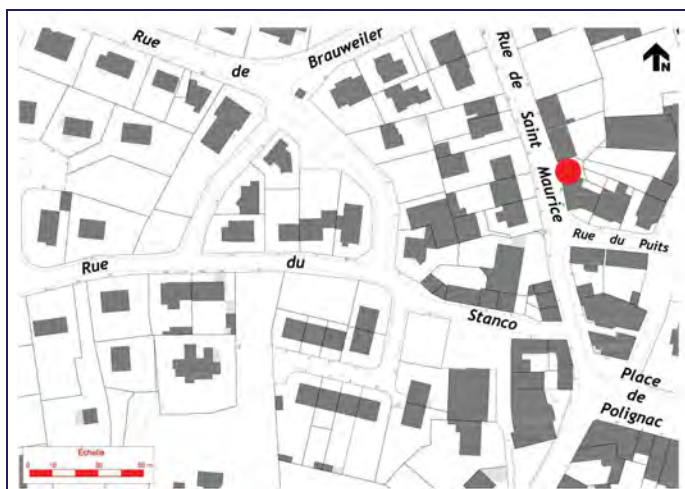 Rue de Brauweiler
Rue de Saint Maurice
N
Rue du Puits
Rue du Stanco
Place de Polignac
Echelle
0 10 30 50 m